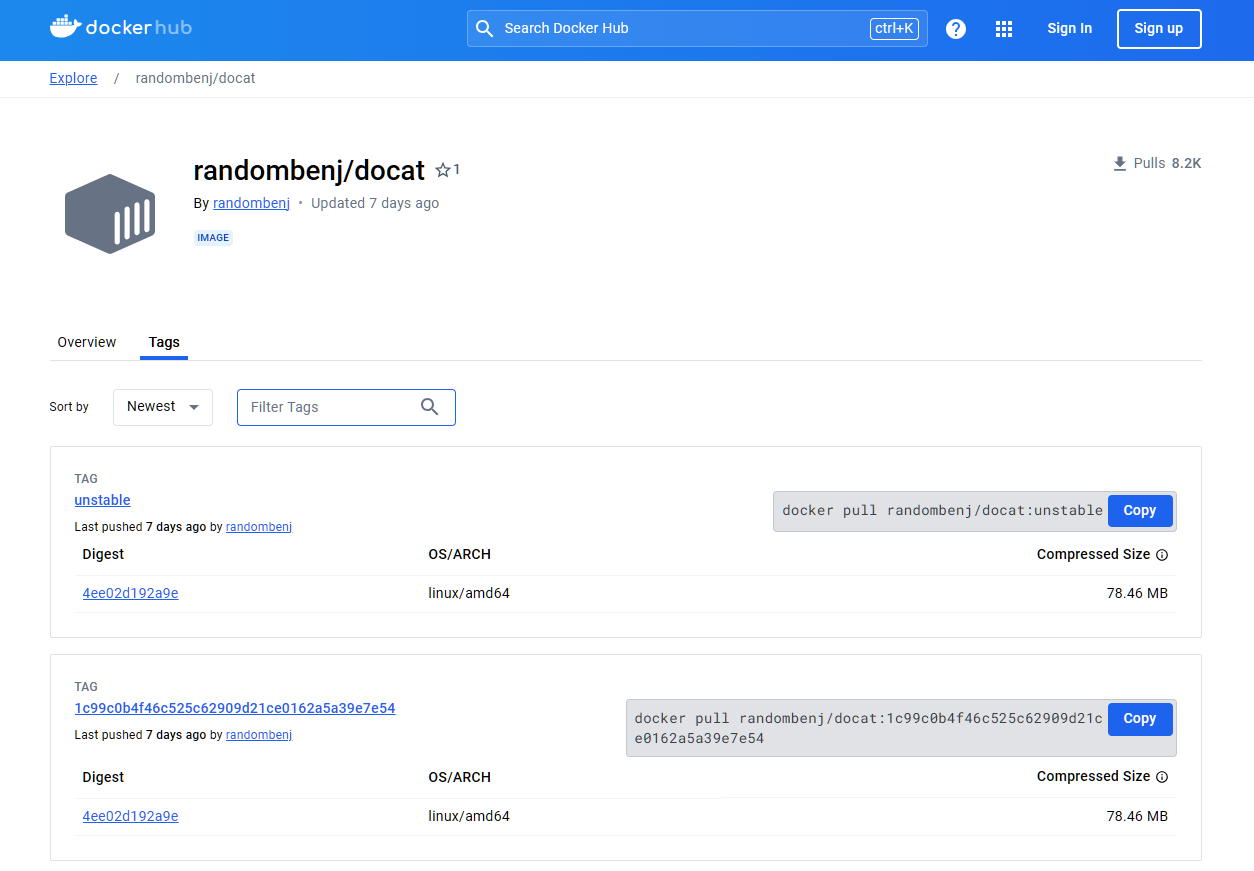 docker hub
Search Docker Hub
ctrl+K
?
Sign In
Sign up
Explore / randombenj/docat
randombenj/docat
1
Pulls 8.2K
By randombenj • Updated 7 days ago
IMAGE
Overview
Tags
Sort by
Newest
Filter Tags
TAG
unstable
docker pull randombenj/docat:unstable
Copy
Last pushed 7 days ago by randombenj
Digest
OS/ARCH
Compressed Size
4ee02d192a9e
linux/amd64
78.46 MB
TAG
1c99c0b4f46c525c62909d21ce0162a5a39e7e54
docker pull randombenj/docat:1c99c0b4f46c525c62909d21c
e0162a5a39e7e54
Copy
Last pushed 7 days ago by randombenj
Digest
OS/ARCH
Compressed Size
4ee02d192a9e
linux/amd64
78.46 MB